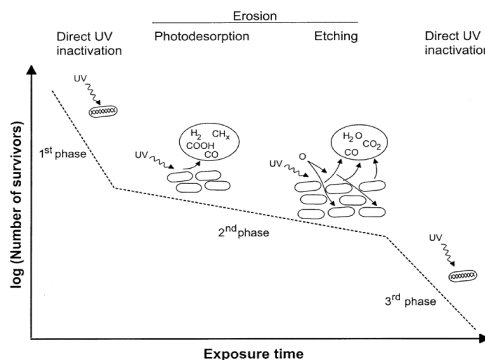 Erosion
Direct UV
inactivation
Photodesorption
Etching
Direct UV
inactivation
UV
H2 CHx
COOH
CO
UV
H2O
CO CO2
O
UV
1st phase
2nd phase
UV
3rd phase
log (Number of survivors)
Exposure time